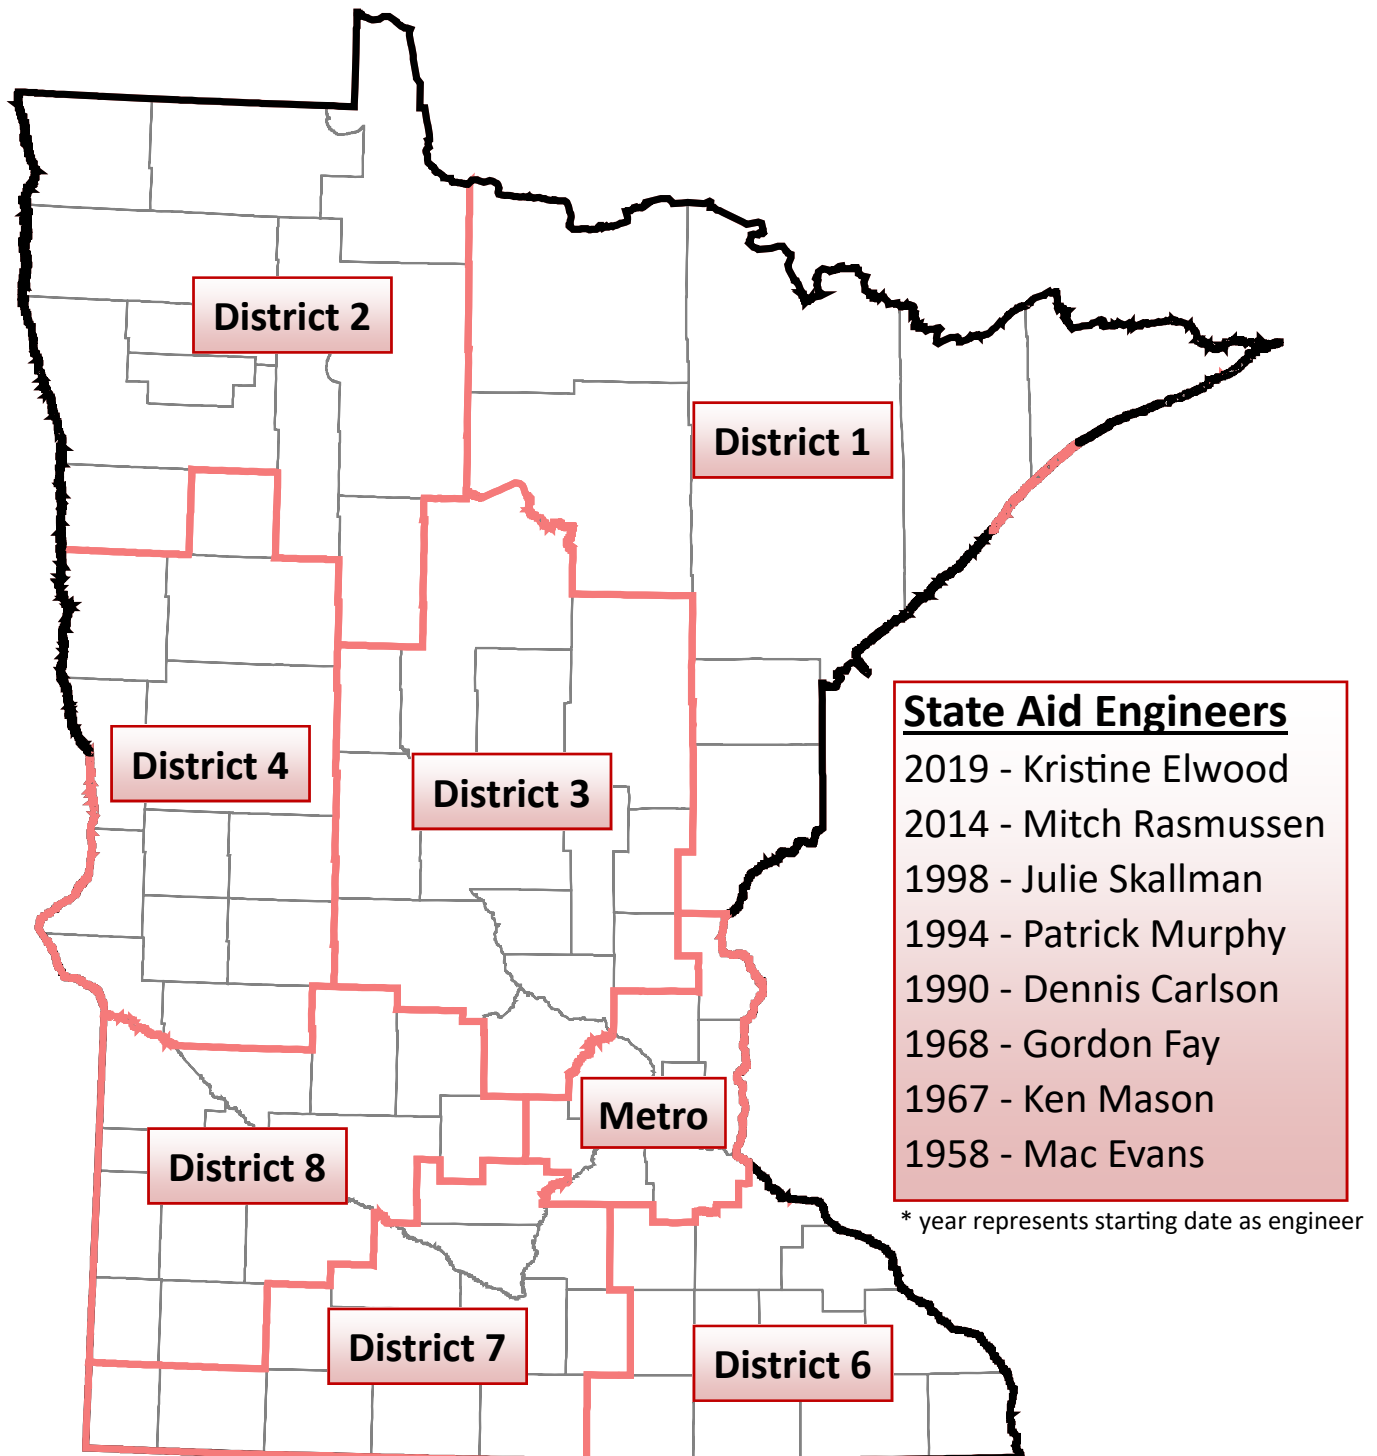 District 2
District 1
District 4
District 3
State Aid Engineers
2019 - Kristine Elwood
2014 - Mitch Rasmussen
1998 - Julie Skallman
1994 - Patrick Murphy
1990 - Dennis Carlson
1968 - Gordon Fay
1967 - Ken Mason
1958 - Mac Evans
* year represents starting date as engineer
Metro
District 8
District 7
District 6